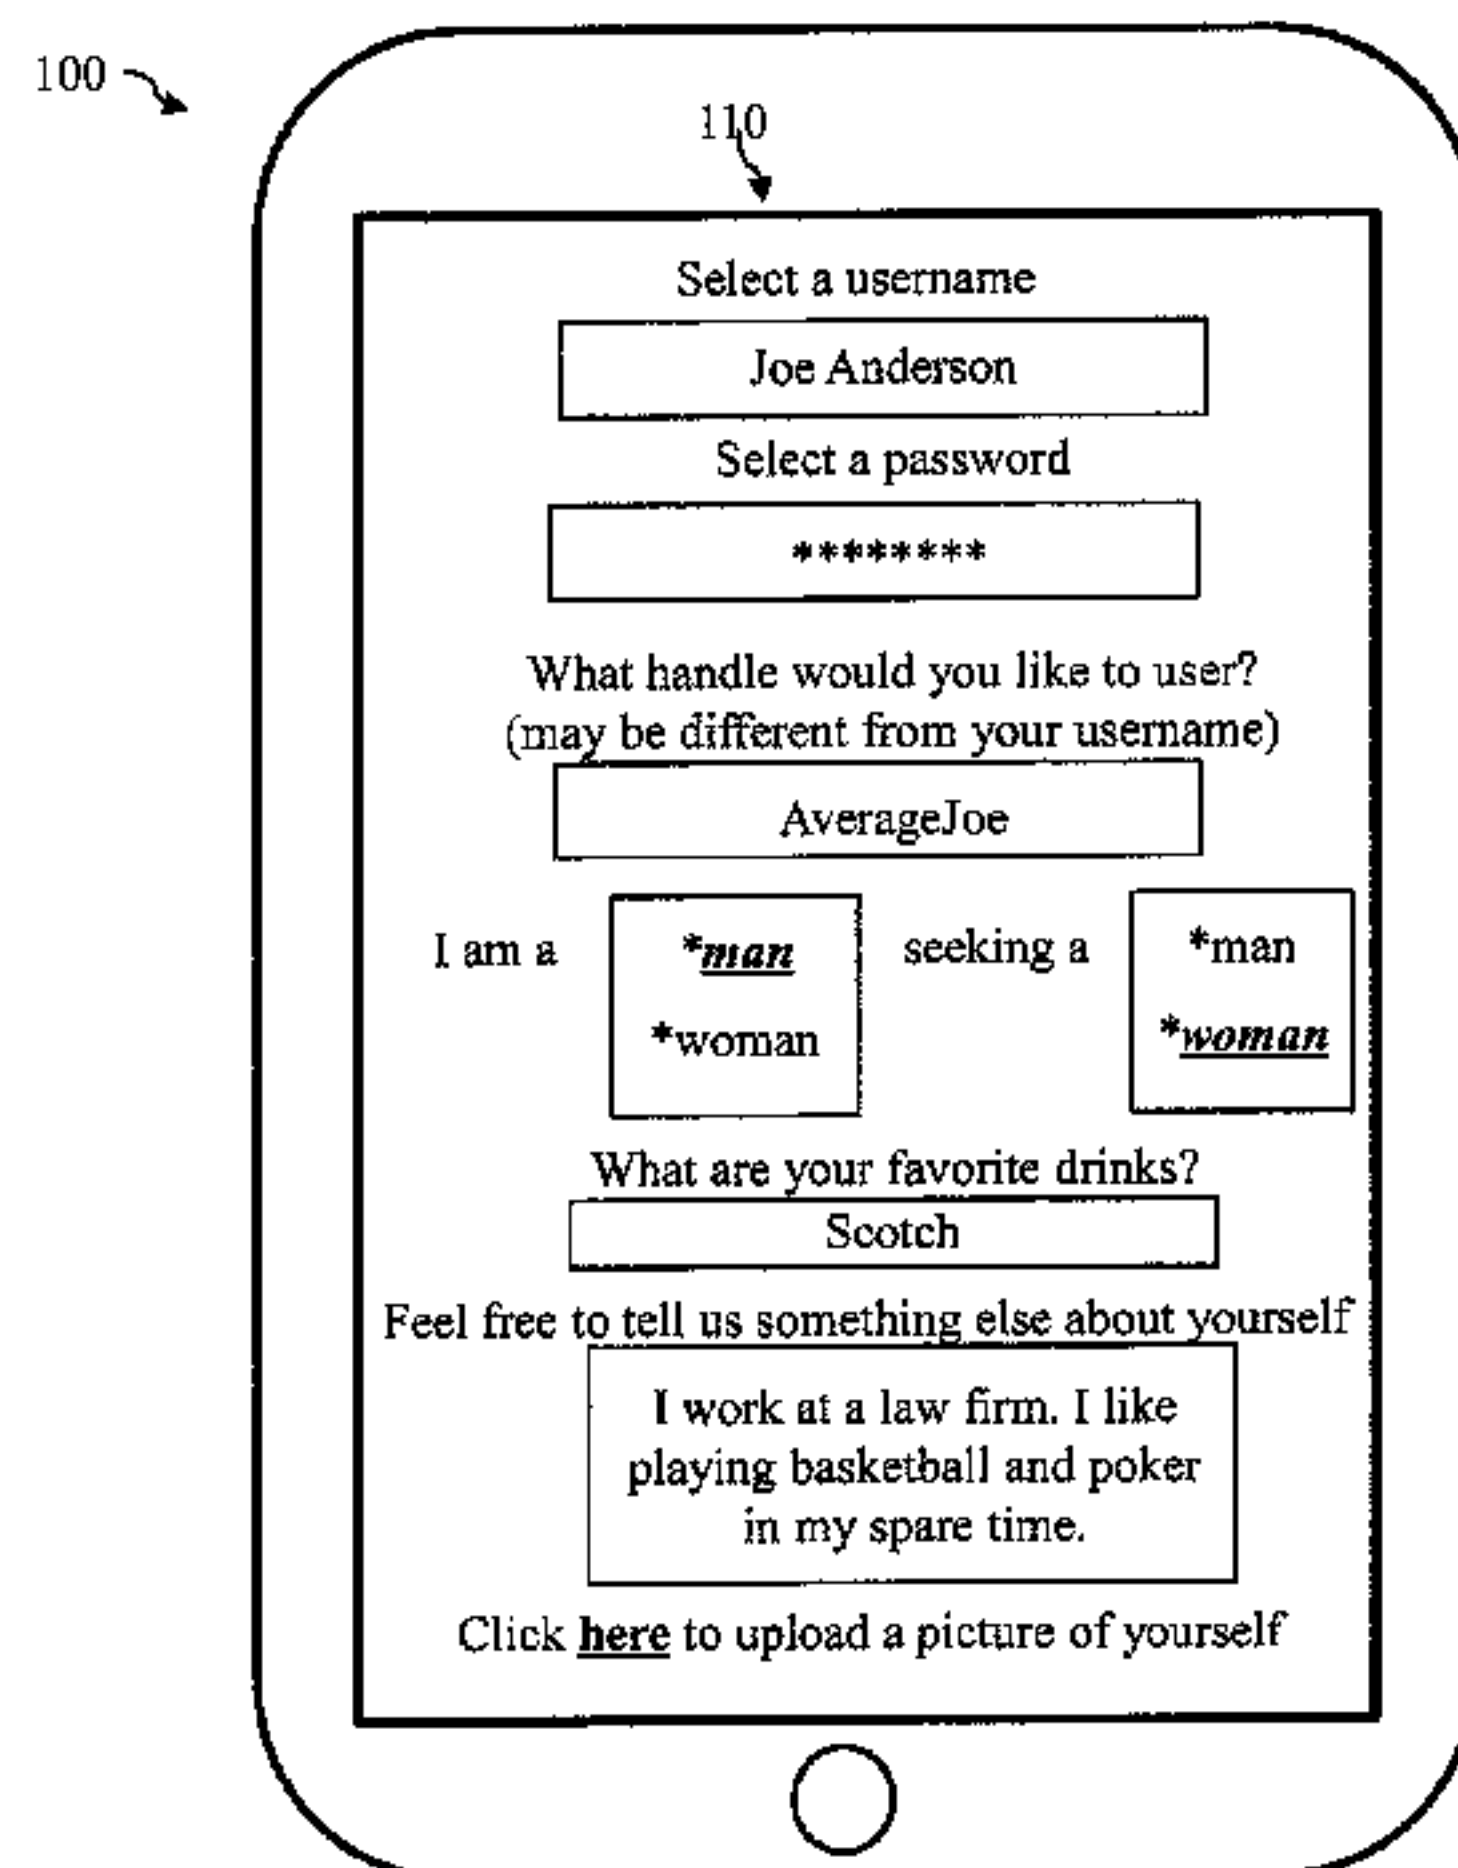 100
110
Select a username
Joe Anderson
Select a password
********
What handle would you like to user?
(may be different from your username)
AverageJoe
I am a *man seeking a *man
*woman *woman
What are your favorite drinks?
Scotch
Feel free to tell us something else about yourself
I work at a law firm. I like
playing basketball and poker
in my spare time.
Click here to upload a picture of yourself